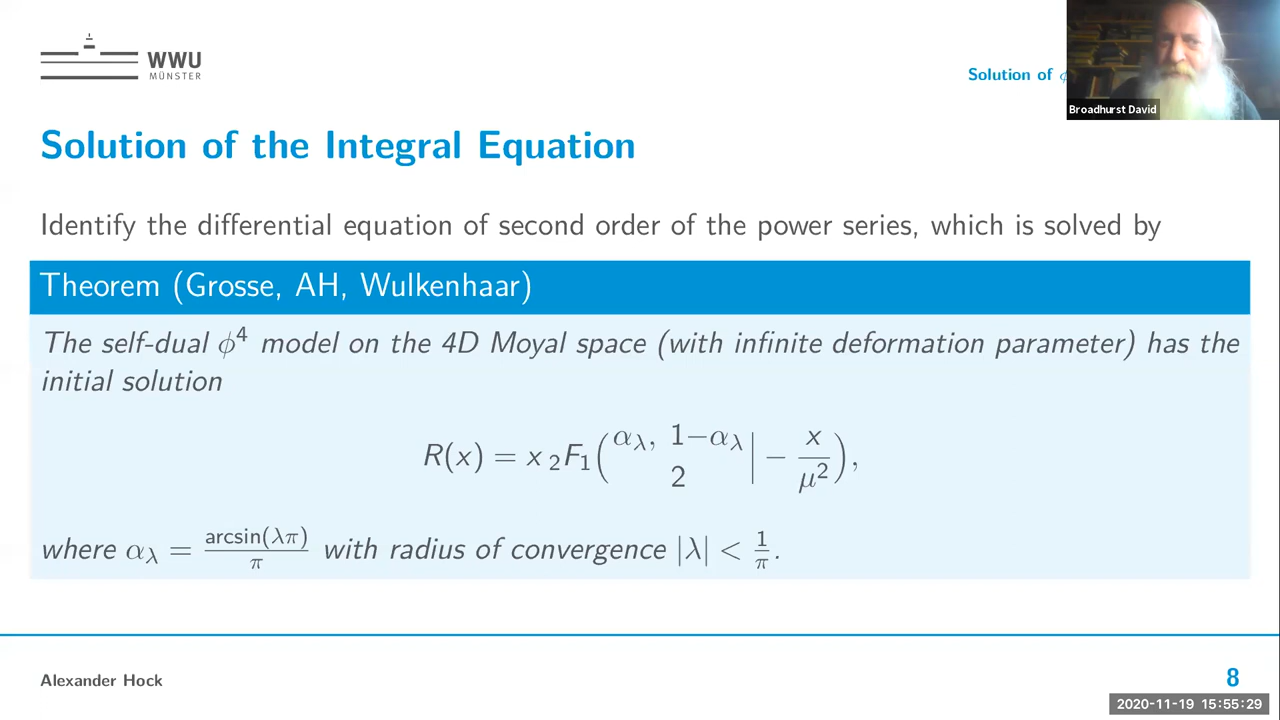 WWU
MÜNSTER
Solution of ϕ
Broadhurst David
Solution of the Integral Equation
Identify the differential equation of second order of the power series, which is solved by
Theorem (Grosse, AH, Wulkenhaar)
The self-dual ϕ⁴ model on the 4D Moyal space (with infinite deformation parameter) has the
initial solution
R(x) = x ₂F₁(α_λ, 1−α_λ; 2 | − x/μ²),
where α_λ = arcsin(λπ)/π with radius of convergence |λ| < 1/π.
Alexander Hock
8
2020-11-19 15:55:29